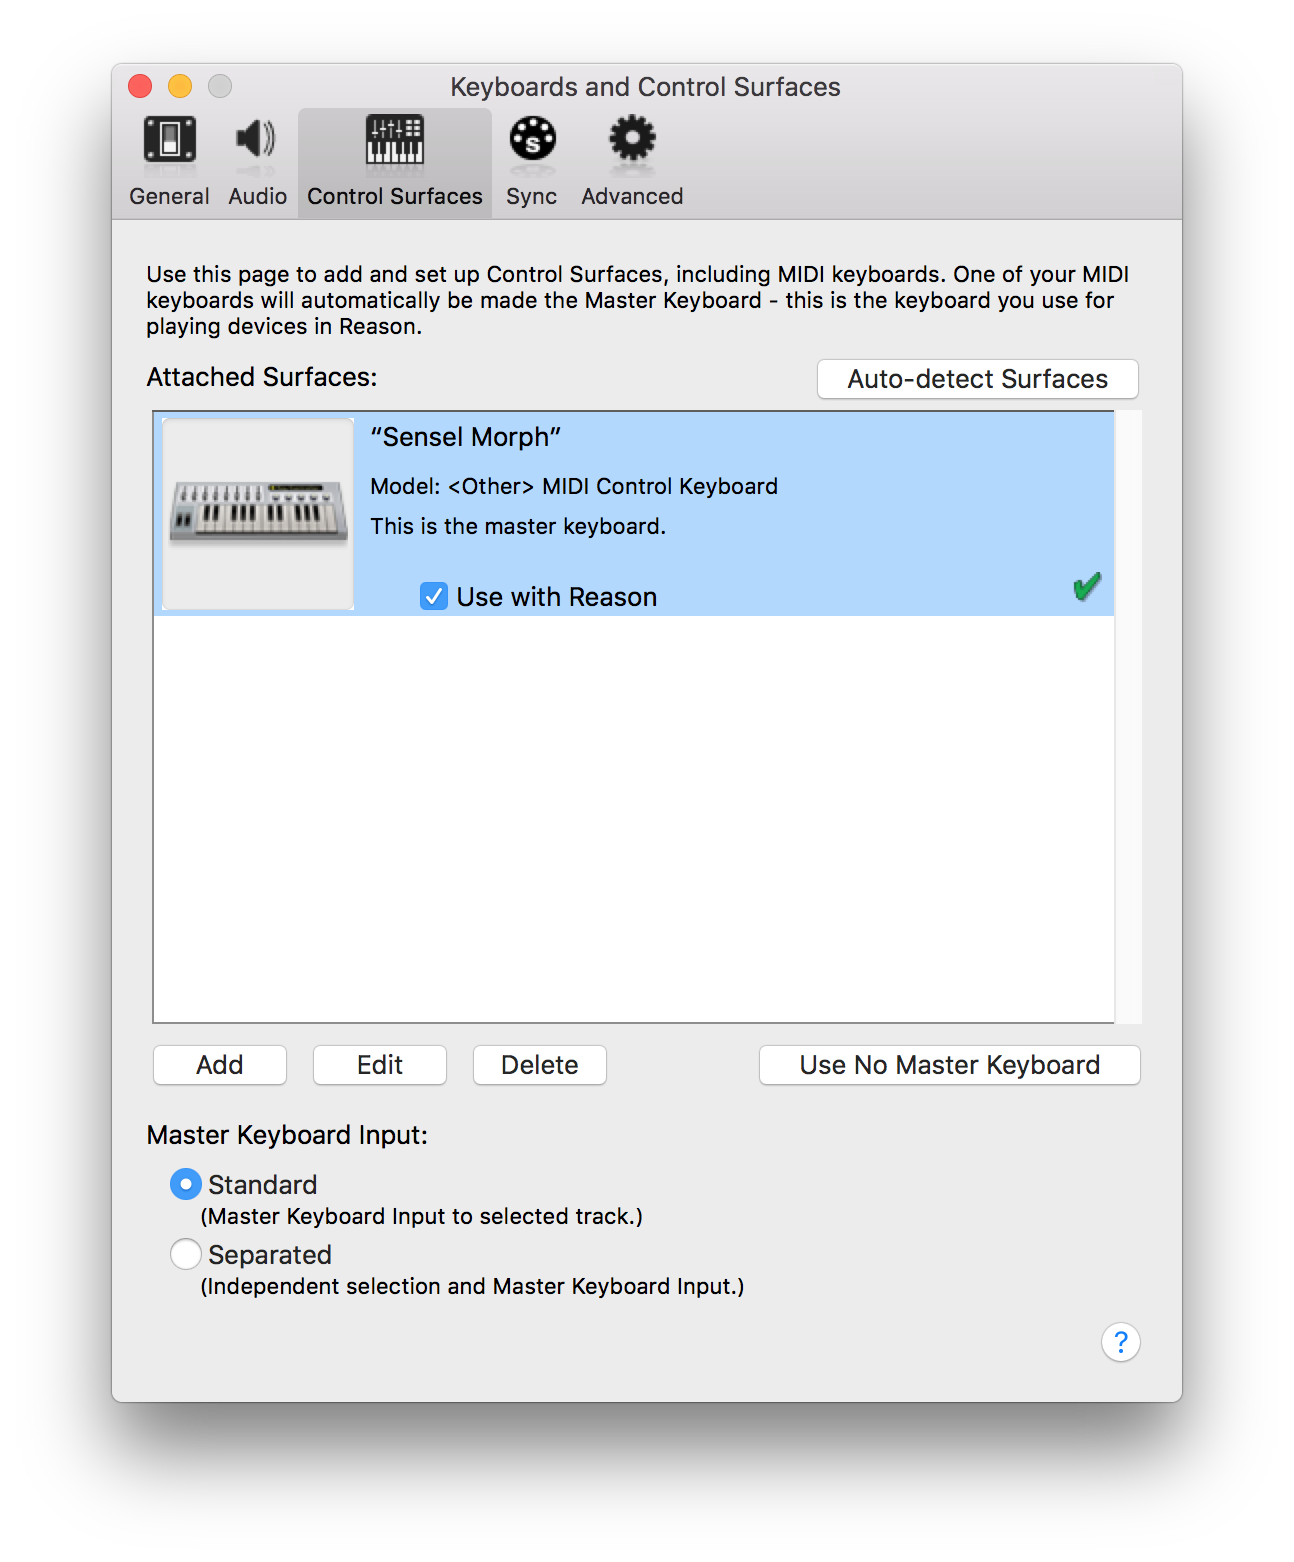 Keyboards and Control Surfaces
General Audio Control Surfaces Sync Advanced
Use this page to add and set up Control Surfaces, including MIDI keyboards. One of your MIDI
keyboards will automatically be made the Master Keyboard - this is the keyboard you use for
playing devices in Reason.
Attached Surfaces:
Auto-detect Surfaces
“Sensel Morph”
Model: <Other> MIDI Control Keyboard
This is the master keyboard.
Use with Reason
Add Edit Delete Use No Master Keyboard
Master Keyboard Input:
Standard
(Master Keyboard Input to selected track.)
Separated
(Independent selection and Master Keyboard Input.)
?